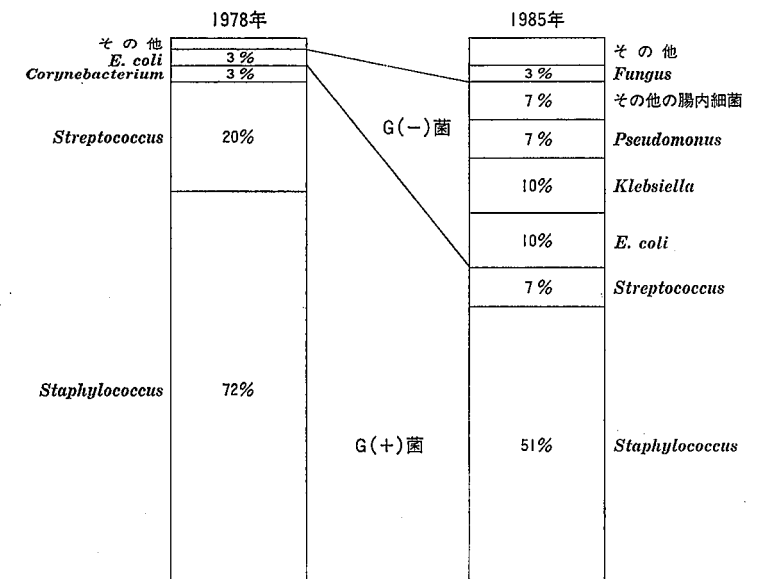 1978年
1985年
その他
E. coli
3%
Corynebacterium
3%
Streptococcus
20%
Staphylococcus
72%
G(-)菌
G(+)菌
その他
3%
Fungus
7%
その他の腸内細菌
7%
Pseudomonus
10%
Klebsiella
10%
E. coli
7%
Streptococcus
51%
Staphylococcus